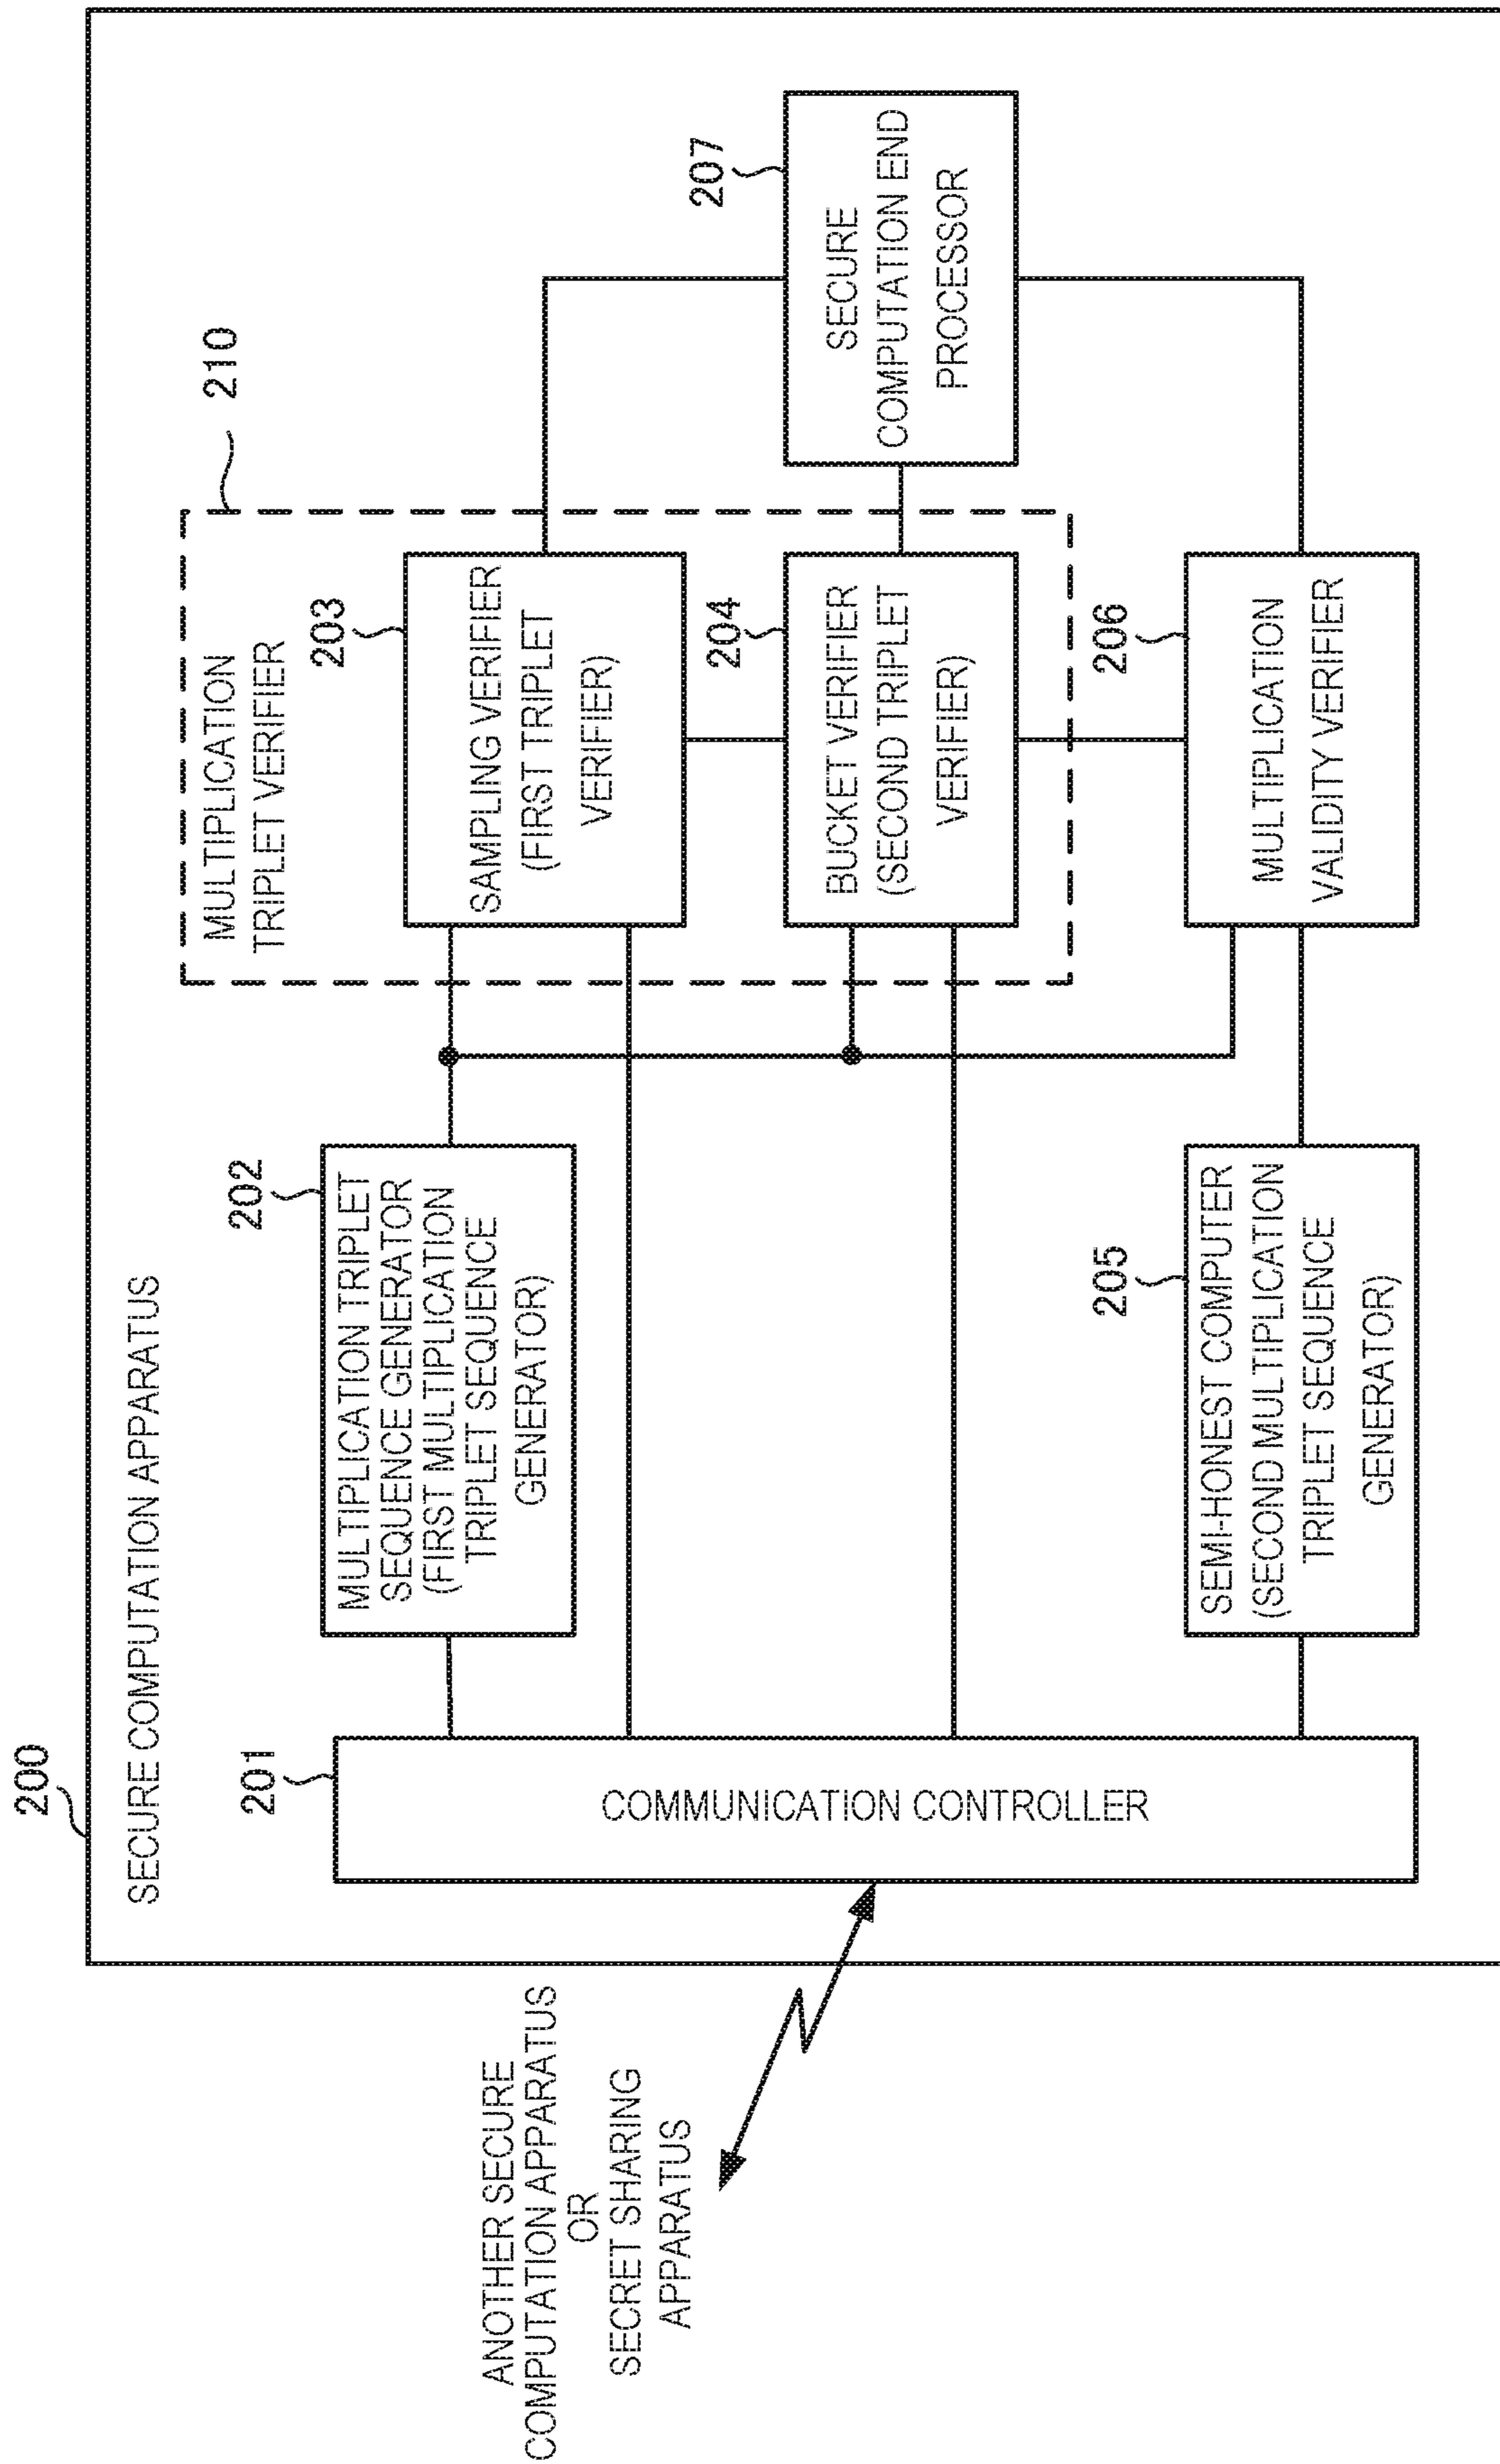 200
SECURE COMPUTATION APPARATUS
210
MULTIPLICATION
TRIPLET VERIFIER
201
COMMUNICATION CONTROLLER
202
MULTIPLICATION TRIPLET
SEQUENCE GENERATOR
(FIRST MULTIPLICATION
TRIPLET SEQUENCE
GENERATOR)
203
SAMPLING VERIFIER
(FIRST TRIPLET
VERIFIER)
207
SECURE
COMPUTATION END
PROCESSOR
204
BUCKET VERIFIER
(SECOND TRIPLET
VERIFIER)
ANOTHER SECURE
COMPUTATION APPARATUS
OR
SECRET SHARING
APPARATUS
205
SEMI-HONEST COMPUTER
(SECOND MULTIPLICATION
TRIPLET SEQUENCE
GENERATOR)
206
MULTIPLICATION
VALIDITY VERIFIER